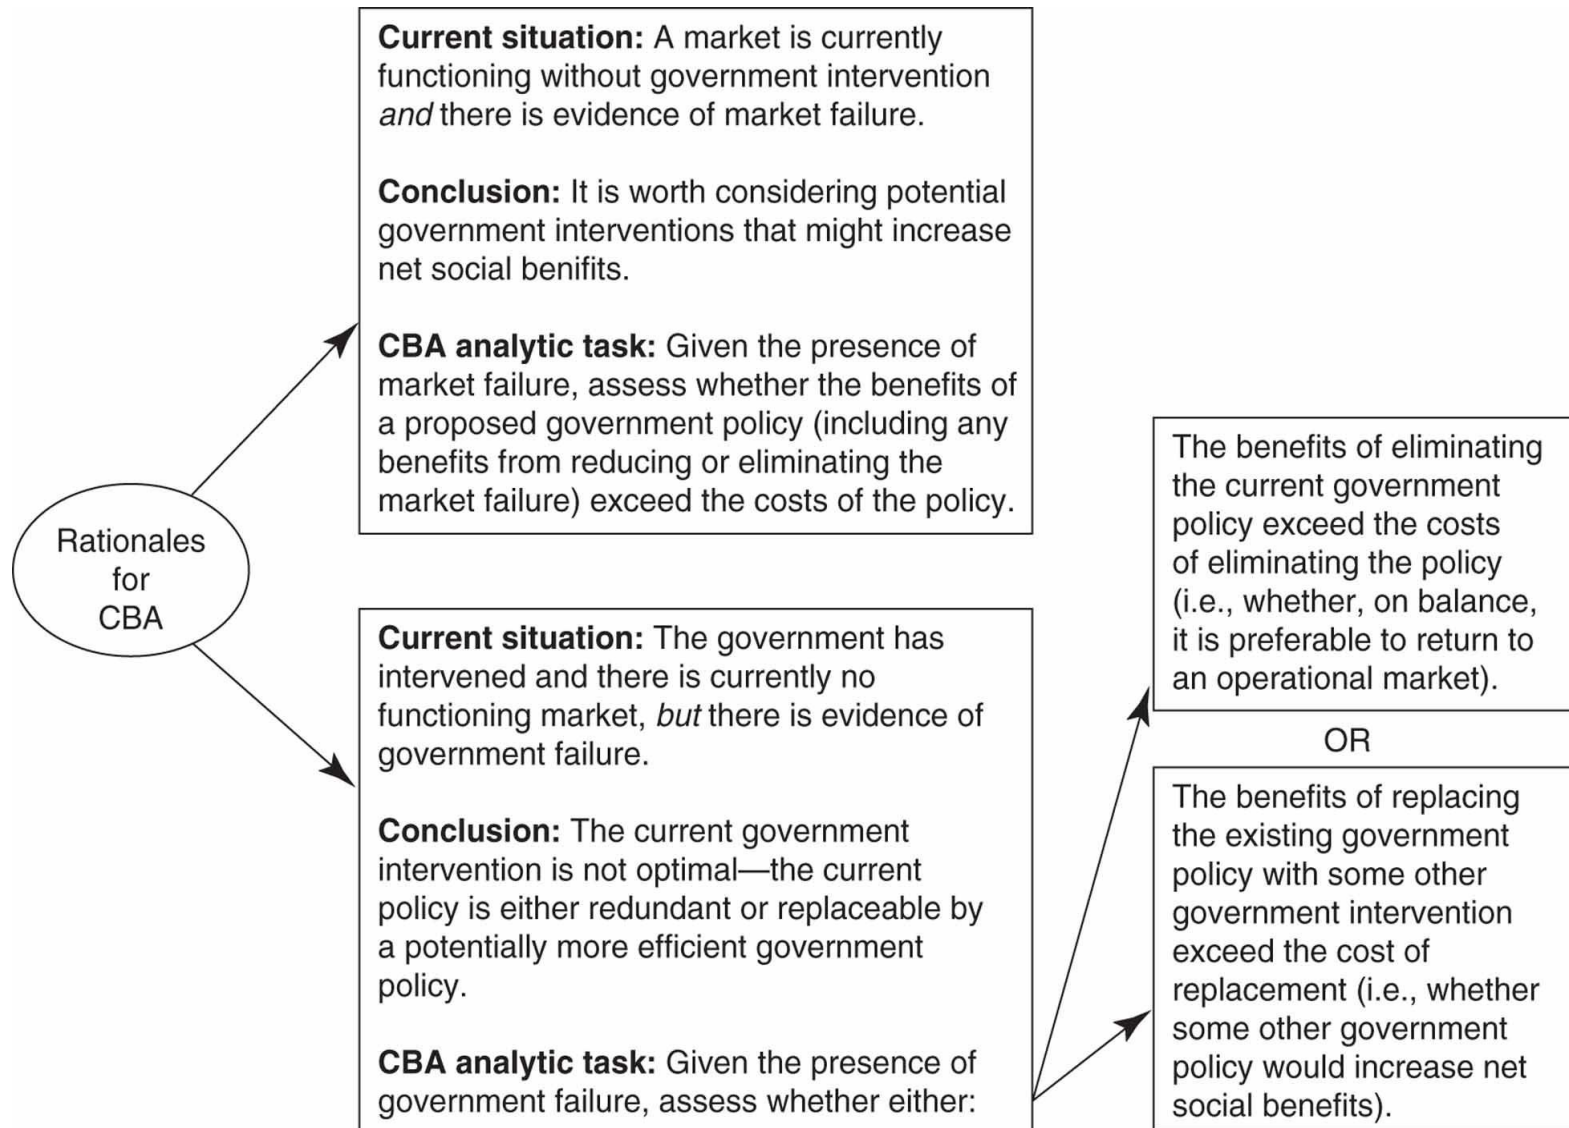 Current situation: A market is currently
functioning without government intervention
and there is evidence of market failure.
Conclusion: It is worth considering potential
government interventions that might increase
net social benifits.
CBA analytic task: Given the presence of
market failure, assess whether the benefits of
a proposed government policy (including any
benefits from reducing or eliminating the
market failure) exceed the costs of the policy.
Rationales
for
CBA
Current situation: The government has
intervened and there is currently no
functioning market, but there is evidence of
government failure.
Conclusion: The current government
intervention is not optimal—the current
policy is either redundant or replaceable by
a potentially more efficient government
policy.
CBA analytic task: Given the presence of
government failure, assess whether either:
The benefits of eliminating
the current government
policy exceed the costs
of eliminating the policy
(i.e., whether, on balance,
it is preferable to return to
an operational market).
OR
The benefits of replacing
the existing government
policy with some other
government intervention
exceed the cost of
replacement (i.e., whether
some other government
policy would increase net
social benefits).